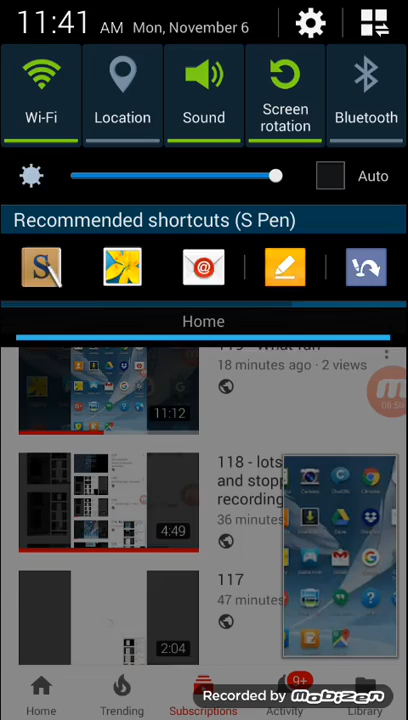 11:41 AM Mon, November 6
Wi-Fi
Location
Sound
Screen
rotation
Bluetooth
Auto
Recommended shortcuts (S Pen)
Home
18 minutes ago · 2 views
11:12
118 - lots
and stopp
recording
36 minutes
4:49
117
47 minutes
2:04
Home
Trending
Subscriptions
9+
Activity
Library
Recorded by mobizen